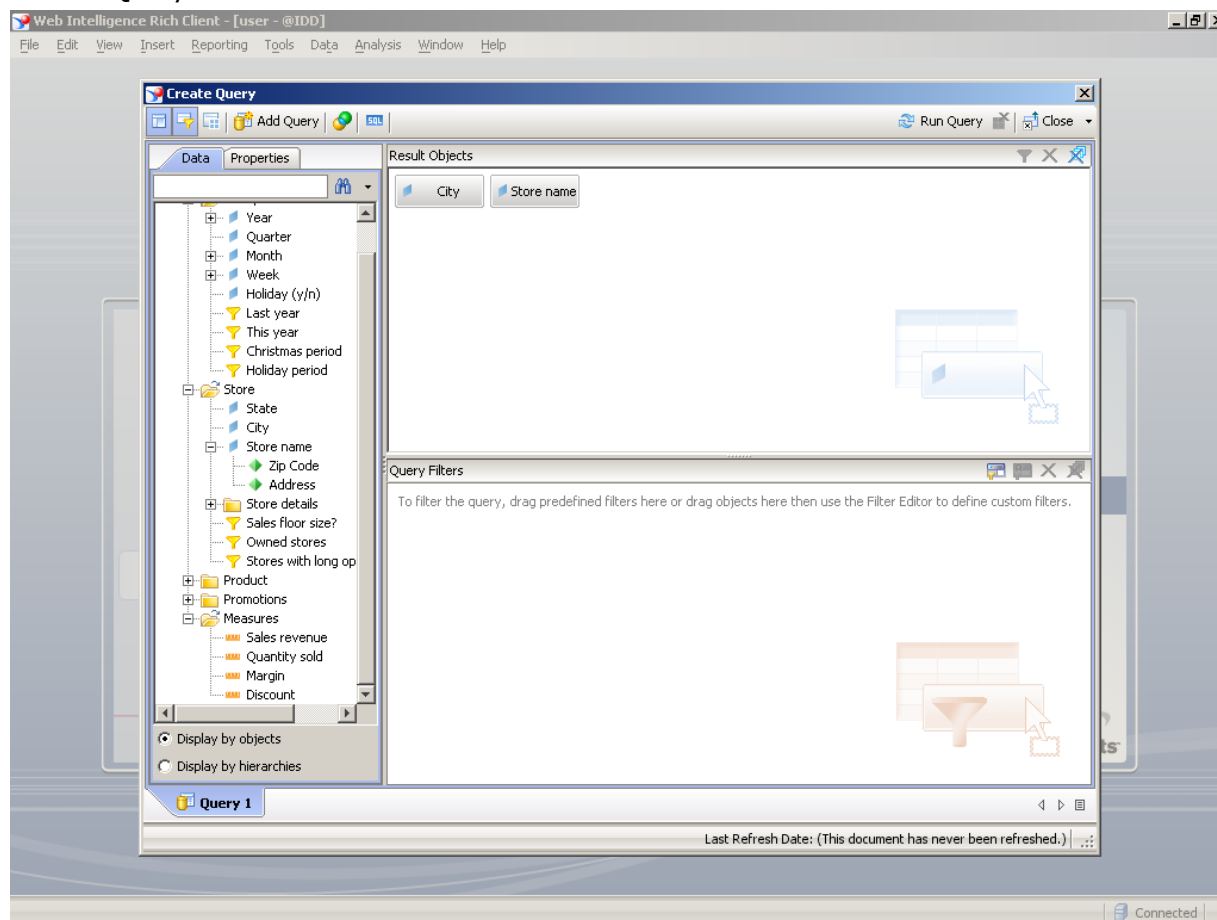 Web Intelligence Rich Client - [user - @IDD]
File Edit View Insert Reporting Tools Data Analysis Window Help
Create Query
Add Query SQL Run Query Close
Data Properties
Year
Quarter
Month
Week
Holiday (y/n)
Last year
This year
Christmas period
Holiday period
Store
State
City
Store name
Zip Code
Address
Store details
Sales floor size?
Owned stores
Stores with long op
Product
Promotions
Measures
Sales revenue
Quantity sold
Margin
Discount
Display by objects
Display by hierarchies
Result Objects
City Store name
Query Filters
To filter the query, drag predefined filters here or drag objects here then use the Filter Editor to define custom filters.
Query 1
Last Refresh Date: (This document has never been refreshed.)
Connected